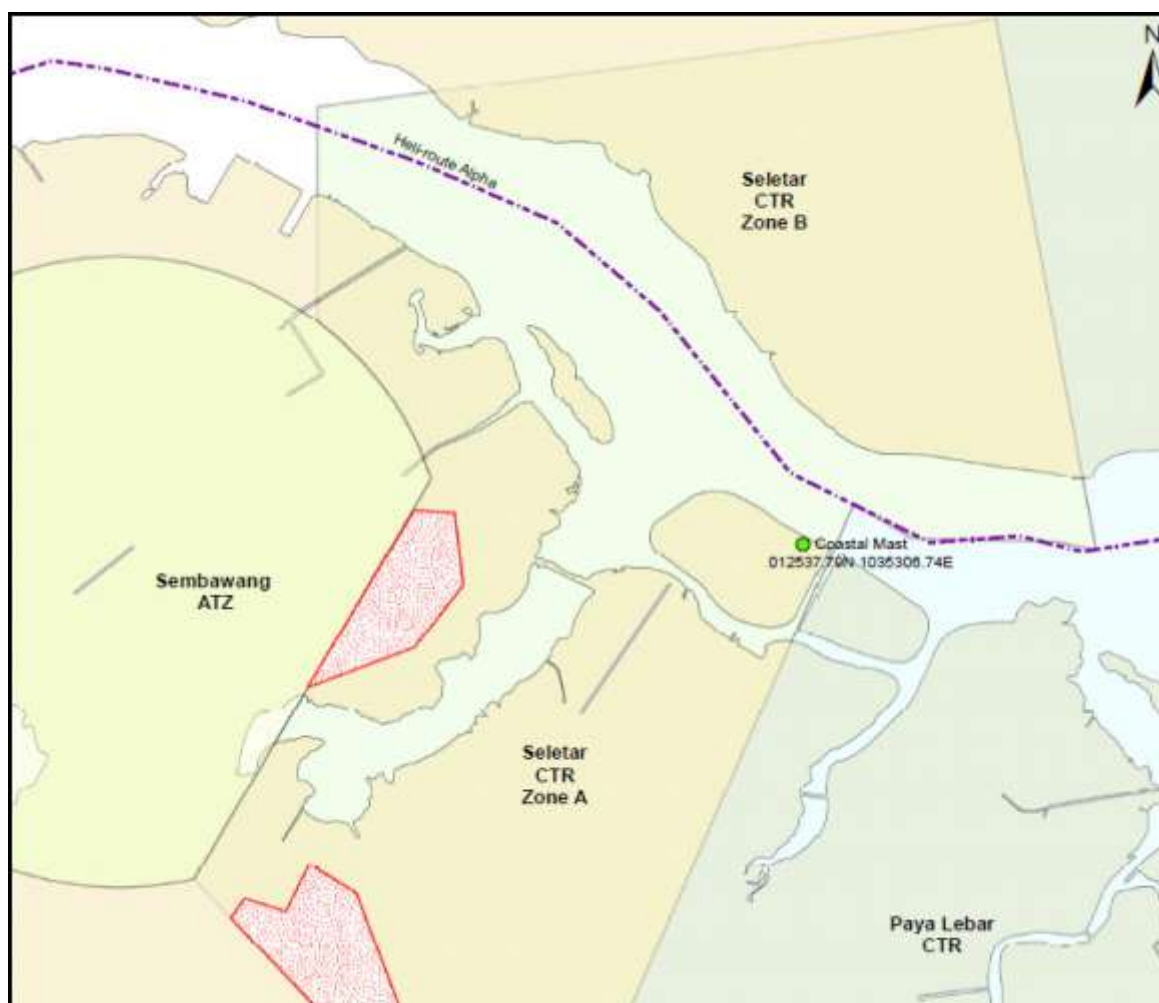 N
Heli-route Alpha
Seletar
CTR
Zone B
Coastal Mast
012537.79N 1035306.74E
Sembawang
ATZ
Seletar
CTR
Zone A
Paya Lebar
CTR